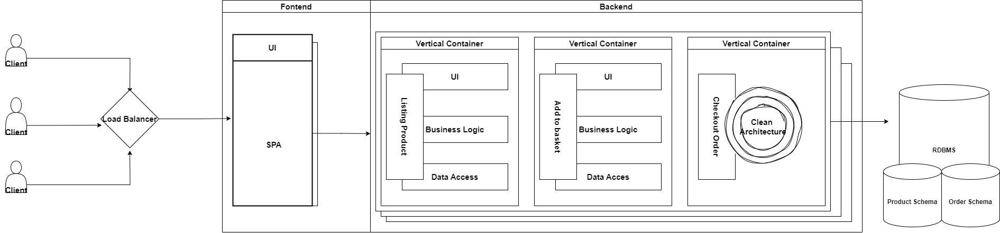 Fontend
Backend
Client
Client
Client
Load Balancer
UI
SPA
Vertical Container
UI
Listing Product
Business Logic
Data Access
Vertical Container
UI
Add to basket
Business Logic
Data Acces
Vertical Container
Checkout Order
Clean
Architecture
RDBMS
Product Schema
Order Schema